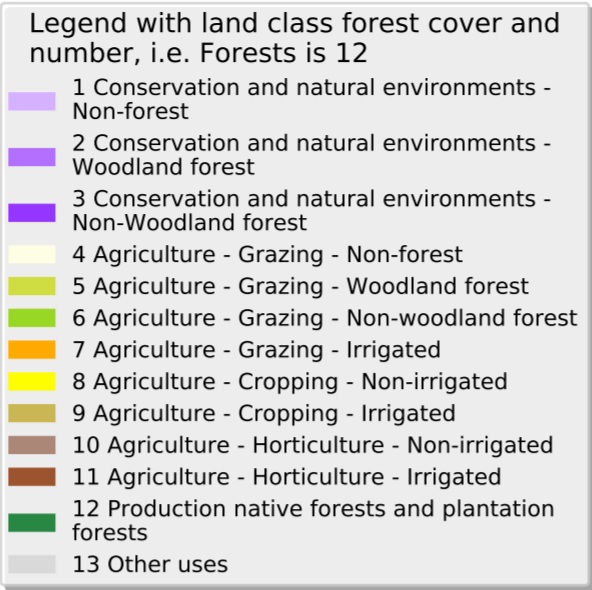 Legend with land class forest cover and
number, i.e. Forests is 12
1 Conservation and natural environments -
Non-forest
2 Conservation and natural environments -
Woodland forest
3 Conservation and natural environments -
Non-Woodland forest
4 Agriculture - Grazing - Non-forest
5 Agriculture - Grazing - Woodland forest
6 Agriculture - Grazing - Non-woodland forest
7 Agriculture - Grazing - Irrigated
8 Agriculture - Cropping - Non-irrigated
9 Agriculture - Cropping - Irrigated
10 Agriculture - Horticulture - Non-irrigated
11 Agriculture - Horticulture - Irrigated
12 Production native forests and plantation
forests
13 Other uses